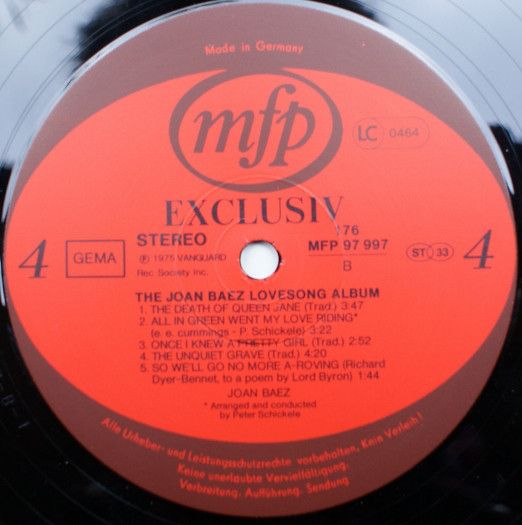 Made in Germany
mfp
LC 0464
EXCLUSIV
4 GEMA STEREO
℗ 1975 VANGUARD
Rec Society Inc.
176
MFP 97 997
B
ST 33 4
THE JOAN BAEZ LOVESONG ALBUM
1. THE DEATH OF QUEEN JANE (Trad.) 3:47
2. ALL IN GREEN WENT MY LOVE RIDING*
(e. e. cummings - P. Schickele) 3:22
3. ONCE I KNEW A PRETTY GIRL (Trad.) 2:52
4. THE UNQUIET GRAVE (Trad.) 4:20
5. SO WE'LL GO NO MORE A-ROVING (Richard
Dyer-Bennet, to a poem by Lord Byron) 1:44
JOAN BAEZ
* Arranged and conducted
by Peter Schickele
Alle Urheber- und Leistungsschutzrechte vorbehalten. Kein Verleih!
Keine unerlaubte Vervielfältigung,
Verbreitung. Aufführung. Sendung